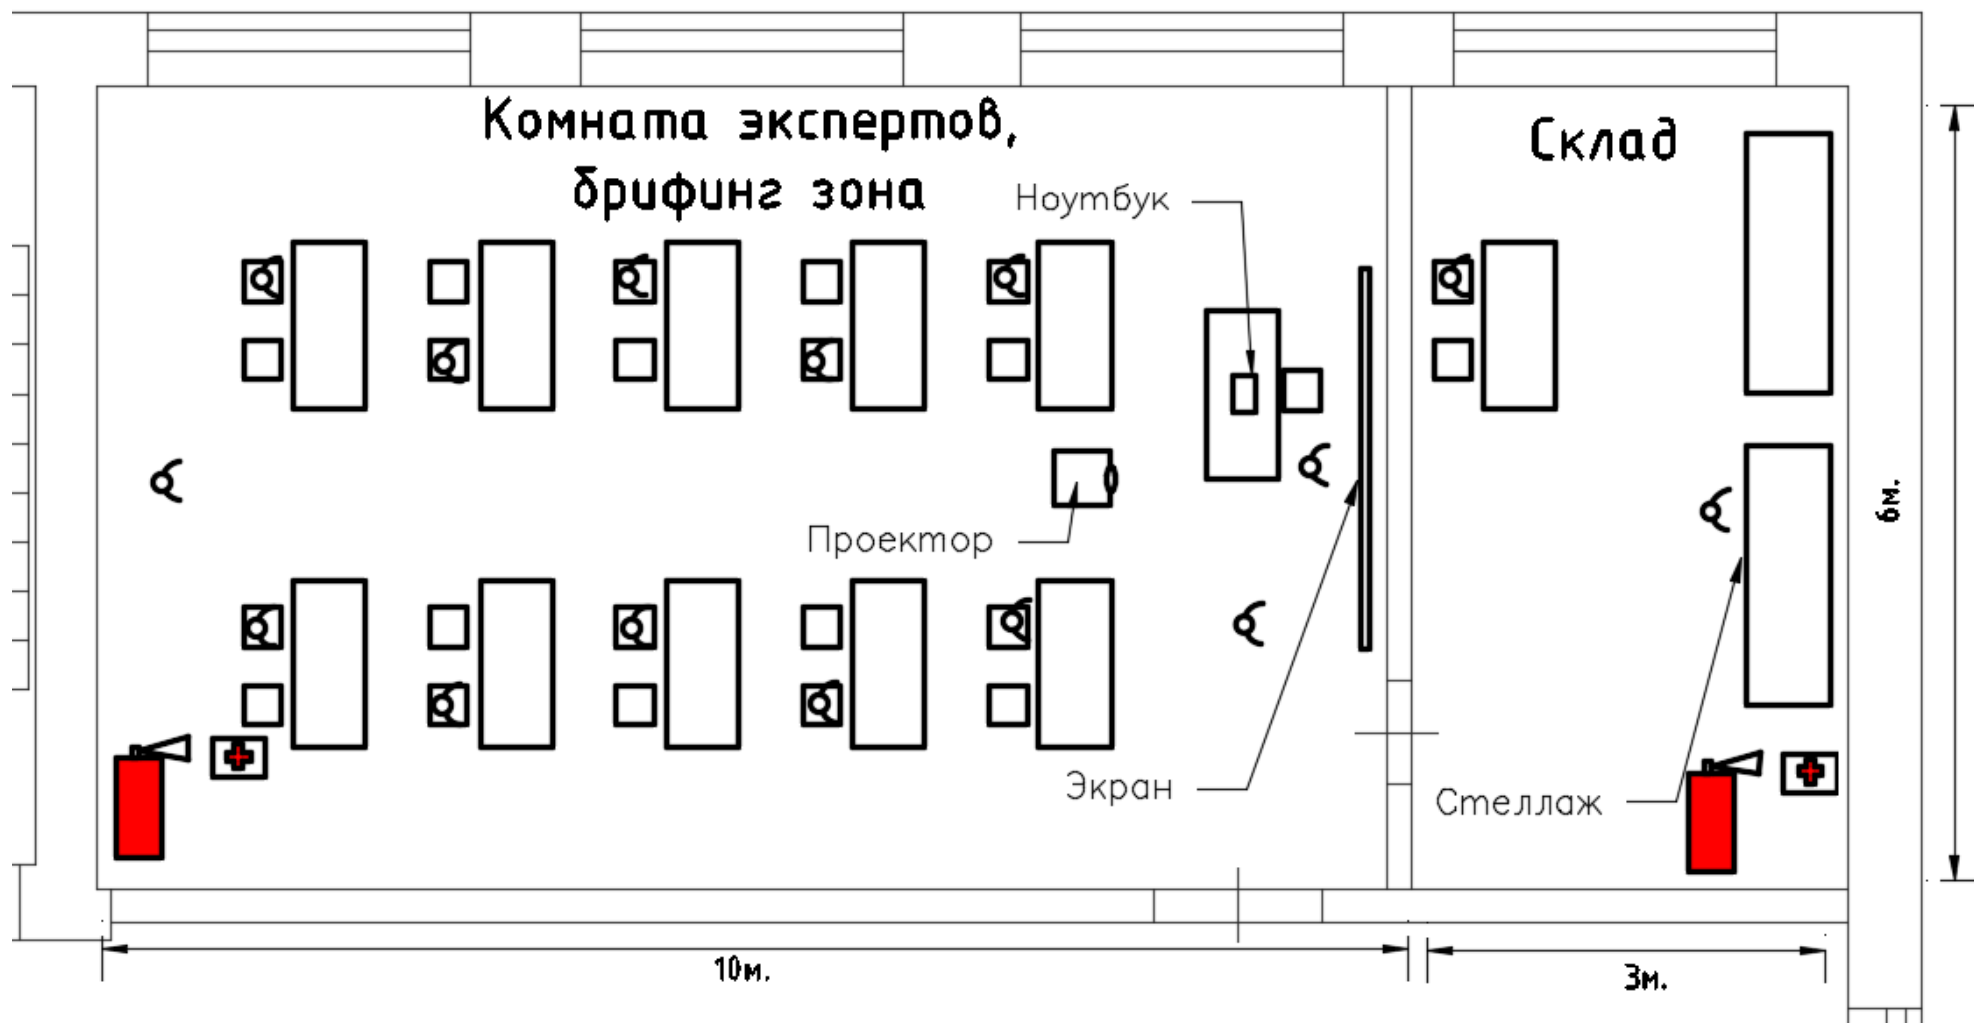 Комната экспертов,
брифинг зона
Склад
Ноутбук
6м.
Проектор
Экран
Стеллаж
10м.
3м.